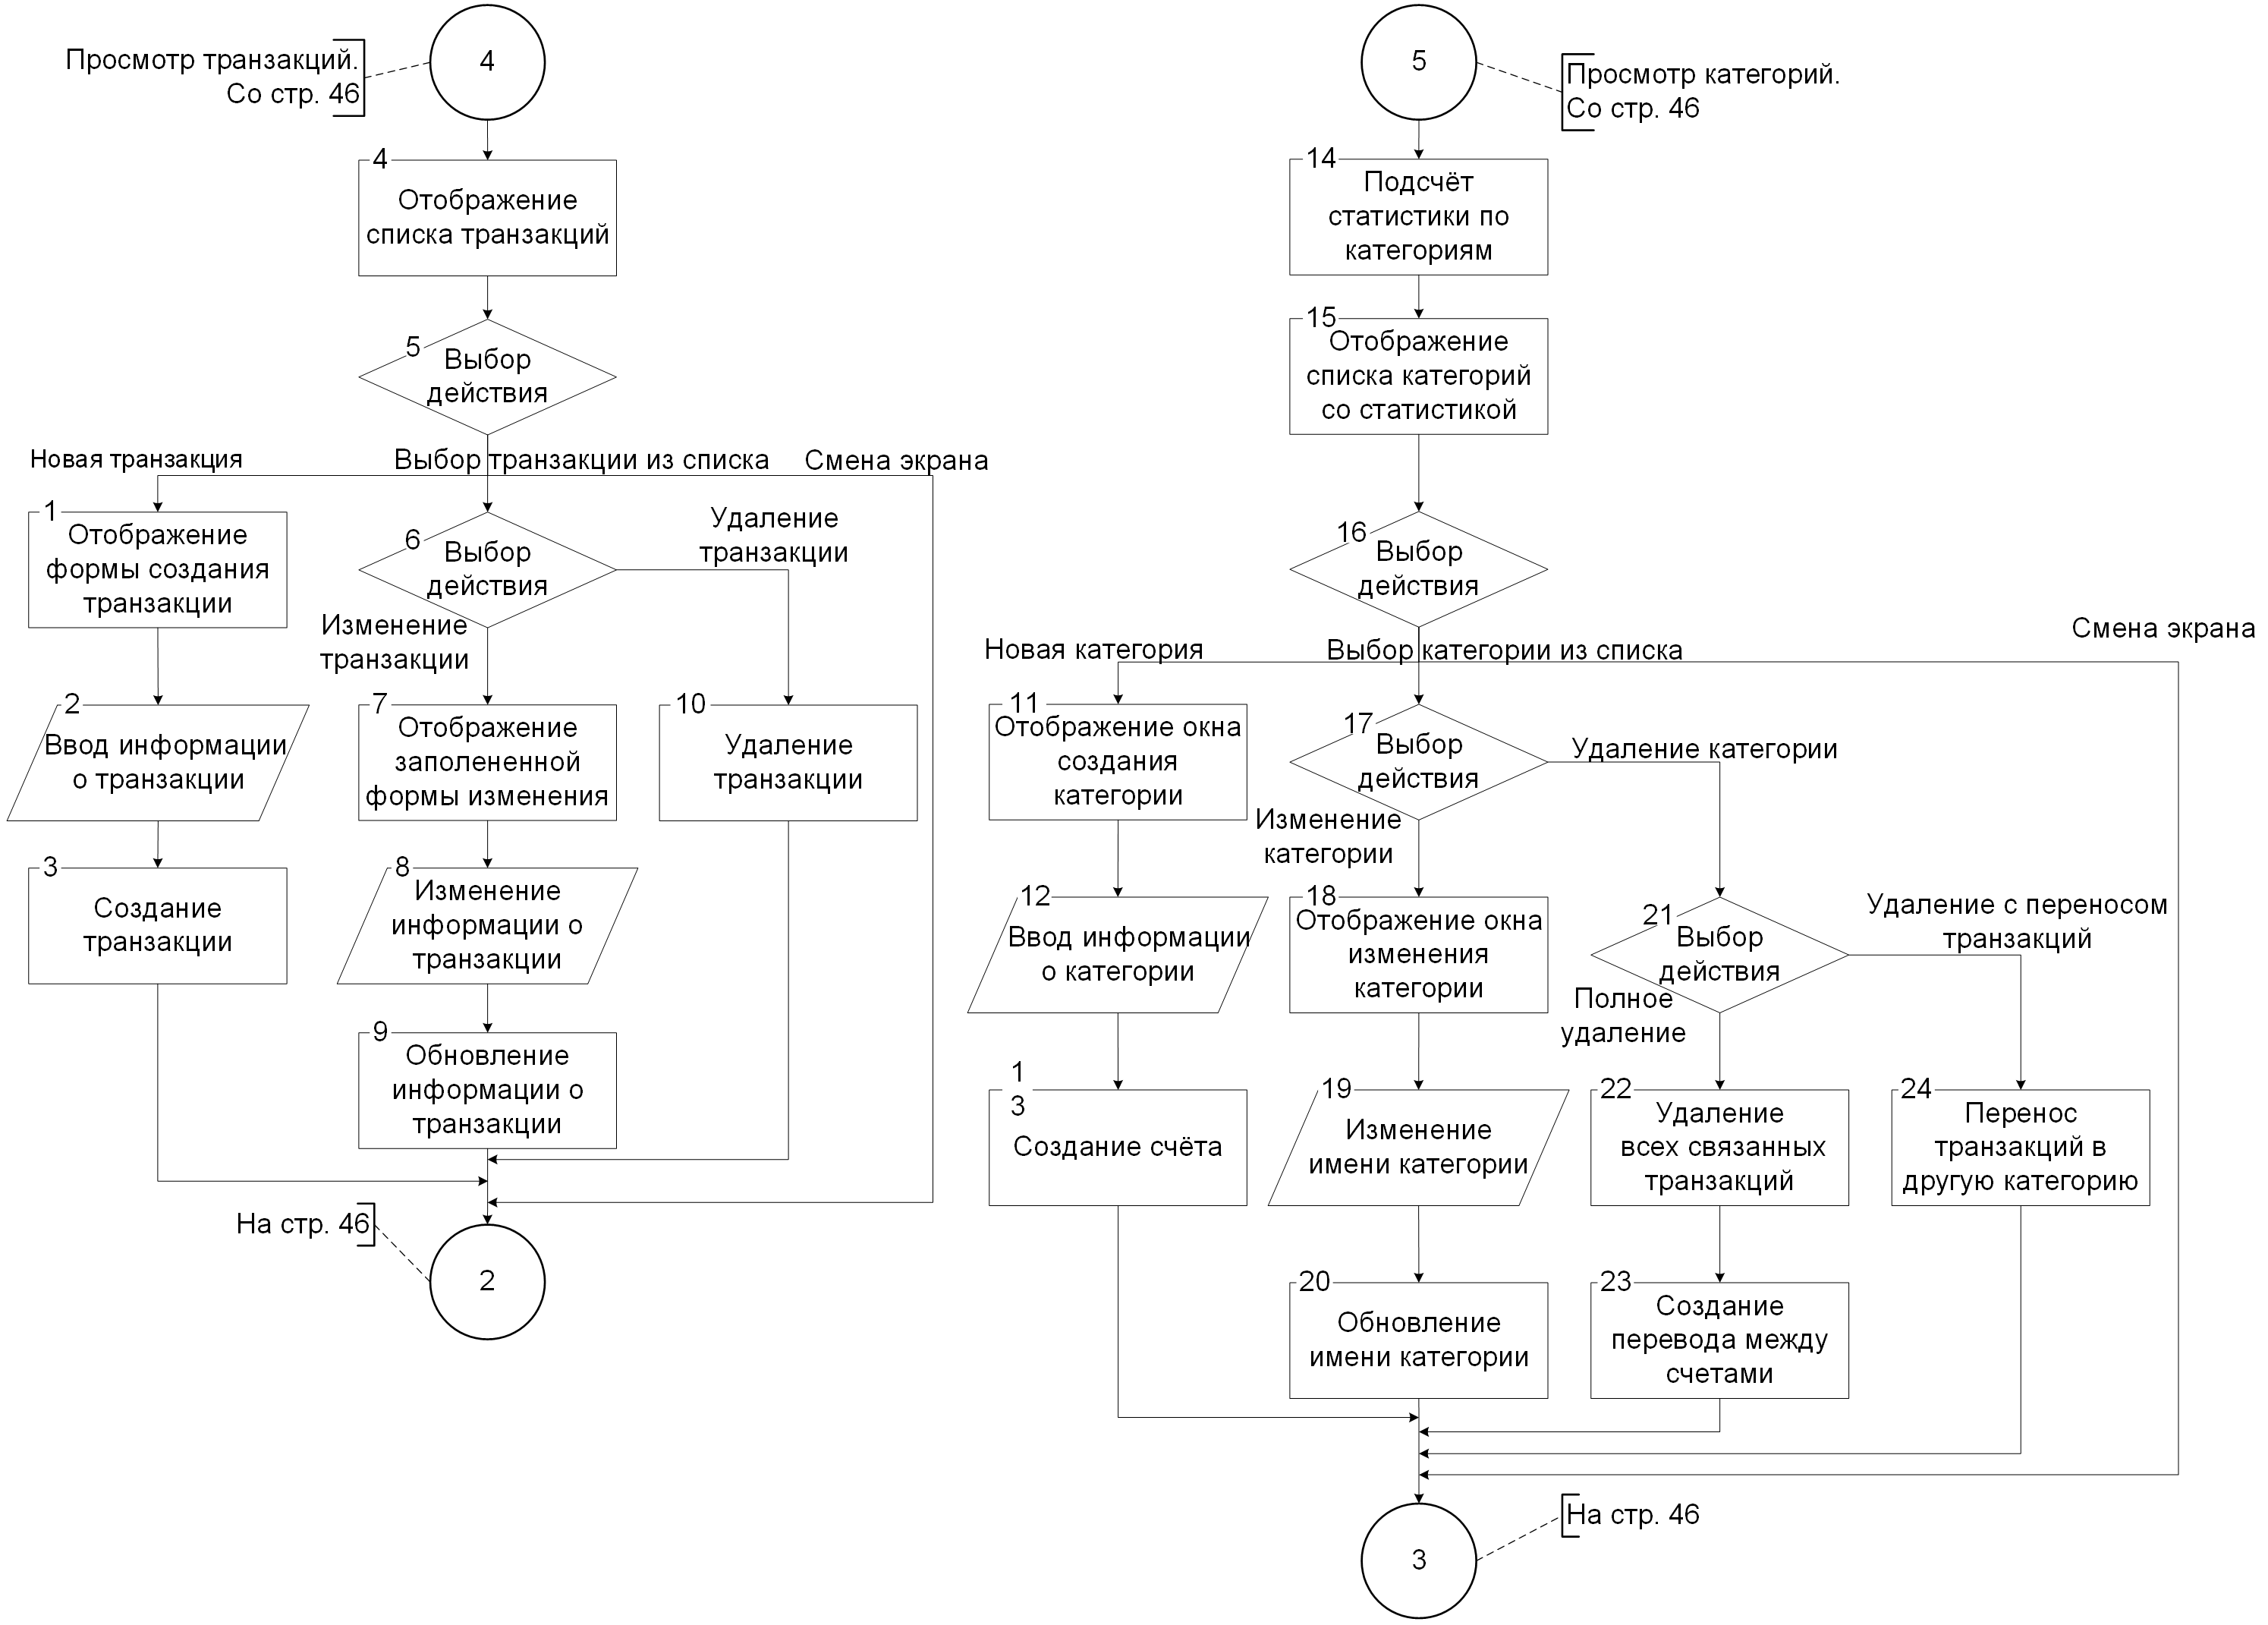 Просмотр транзакций.
Со стр. 46
4
4
Отображение
списка транзакций
5
Выбор
действия
Новая транзакция
Выбор транзакции из списка
Смена экрана
1
Отображение
формы создания
транзакции
2
Ввод информации
о транзакции
3
Создание
транзакции
6
Выбор
действия
Удаление
транзакции
Изменение
транзакции
7
Отображение
заполененной
формы изменения
8
Изменение
информации о
транзакции
9
Обновление
информации о
транзакции
10
Удаление
транзакции
На стр. 46
2
5
Просмотр категорий.
Со стр. 46
14
Подсчёт
статистики по
категориям
15
Отображение
списка категорий
со статистикой
16
Выбор
действия
Новая категория
Выбор категории из списка
Смена экрана
11
Отображение окна
создания
категории
12
Ввод информации
о категории
1
3
Создание счёта
17
Выбор
действия
Удаление категории
Изменение
категории
18
Отображение окна
изменения
категории
19
Изменение
имени категории
20
Обновление
имени категории
21
Выбор
действия
Удаление с переносом
транзакций
Полное
удаление
22
Удаление
всех связанных
транзакций
23
Создание
перевода между
счетами
24
Перенос
транзакций в
другую категорию
3
На стр. 46